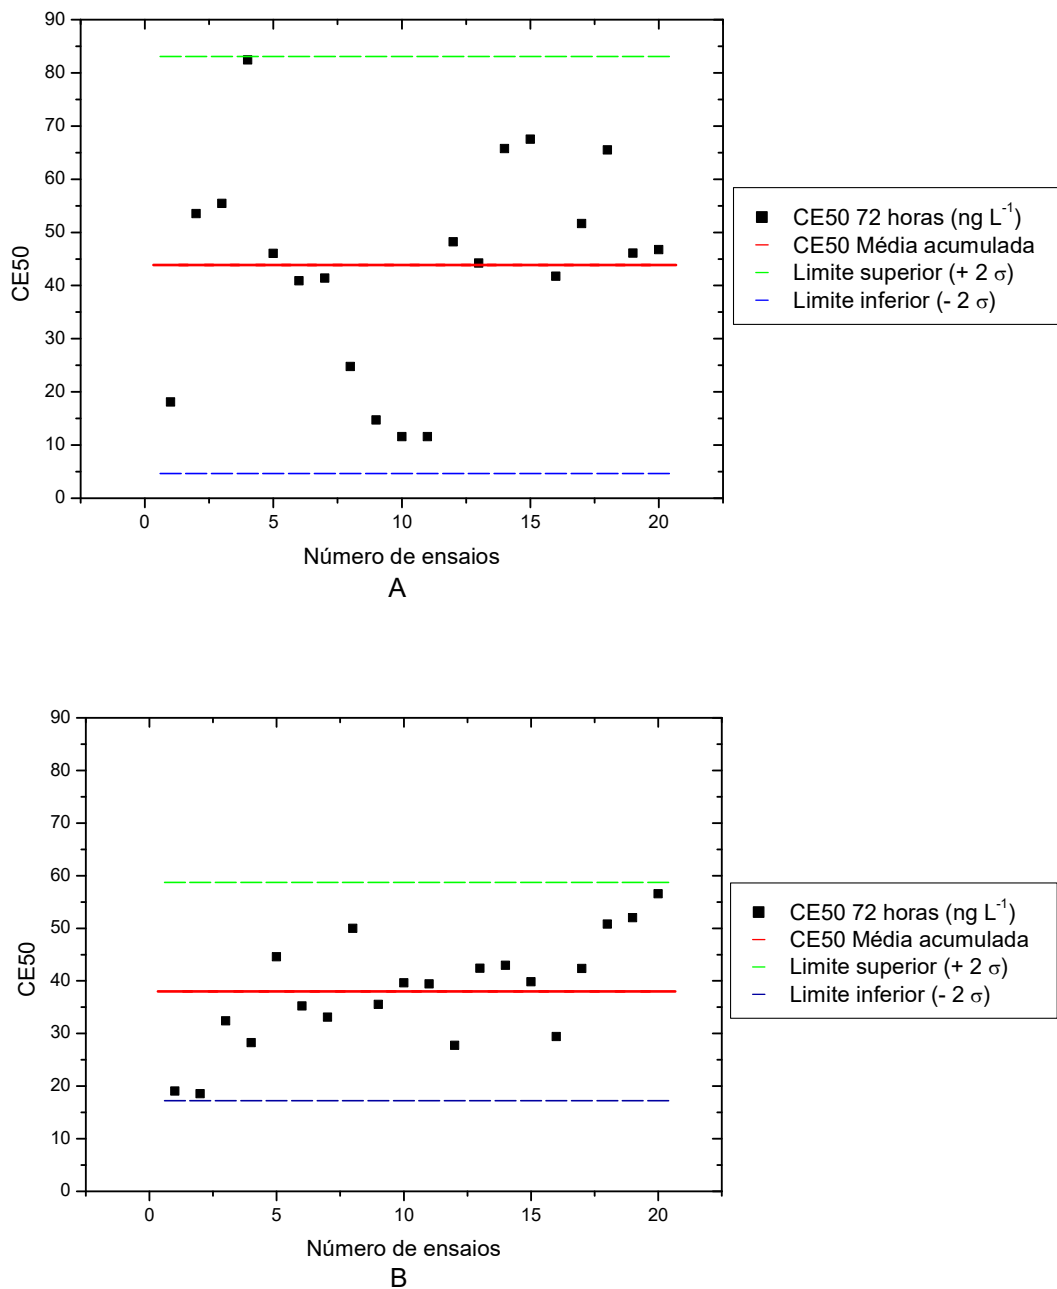 90
80
70
60
50
40
30
20
10
0
CE50
0 5 10 15 20
Número de ensaios
A
CE50 72 horas (ng L⁻¹)
CE50 Média acumulada
Limite superior (+ 2 σ)
Limite inferior (- 2 σ)
90
80
70
60
50
40
30
20
10
0
CE50
0 5 10 15 20
Número de ensaios
B
CE50 72 horas (ng L⁻¹)
CE50 Média acumulada
Limite superior (+ 2 σ)
Limite inferior (- 2 σ)